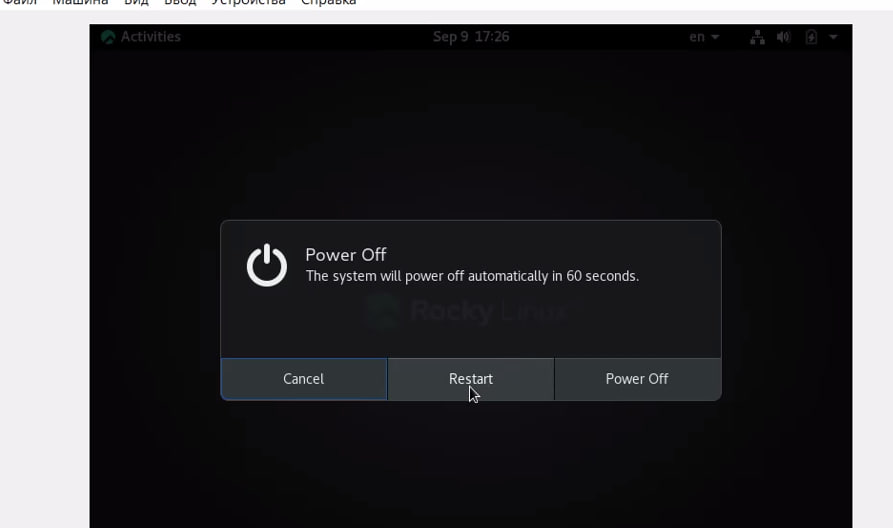 Файл Машина Вид Ввод Устройства Справка
Activities Sep 9 17:26 en
Power Off
The system will power off automatically in 60 seconds.
Rocky Linux
Cancel Restart Power Off